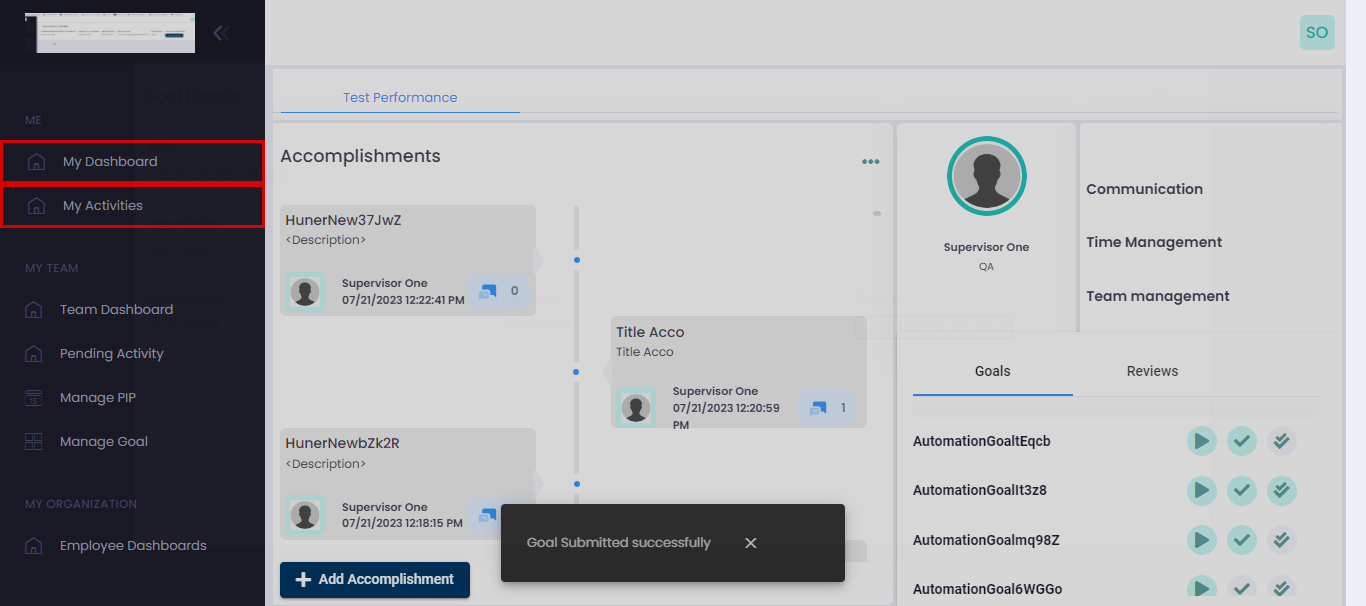 SO
ME
My Dashboard
My Activities
MY TEAM
Team Dashboard
Pending Activity
Manage PIP
Manage Goal
MY ORGANIZATION
Employee Dashboards
Test Performance
Accomplishments
HunerNew37JwZ
<Description>
Supervisor One
07/21/2023 12:22:41 PM
0
Title Acco
Title Acco
Supervisor One
07/21/2023 12:20:59
PM
1
HunerNewbZk2R
<Description>
Supervisor One
07/21/2023 12:18:15 PM
Add Accomplishment
Goal Submitted successfully
Supervisor One
QA
Communication
Time Management
Team management
Goals
Reviews
AutomationGoaltEqcb
AutomationGoalIt3z8
AutomationGoalmq98Z
AutomationGoal6WGGo